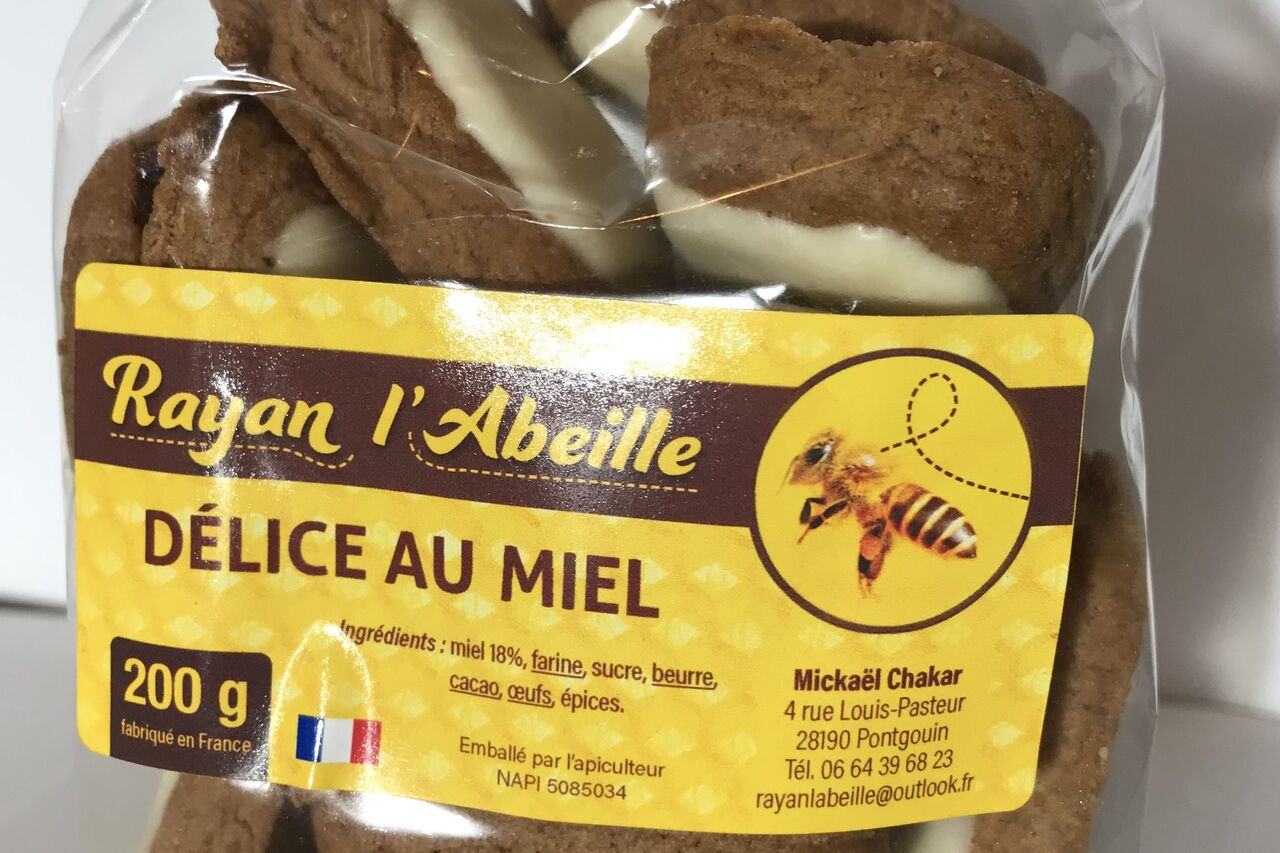 Rayan l'Abeille
DÉLICE AU MIEL
Ingrédients : miel 18%, farine, sucre, beurre,
cacao, œufs, épices.
200 g
fabriqué en France
Emballé par l'apiculteur
NAPI 5085034
Mickaël Chakar
4 rue Louis-Pasteur
28190 Pontgouin
Tél. 06 64 39 68 23
rayanlabeille@outlook.fr